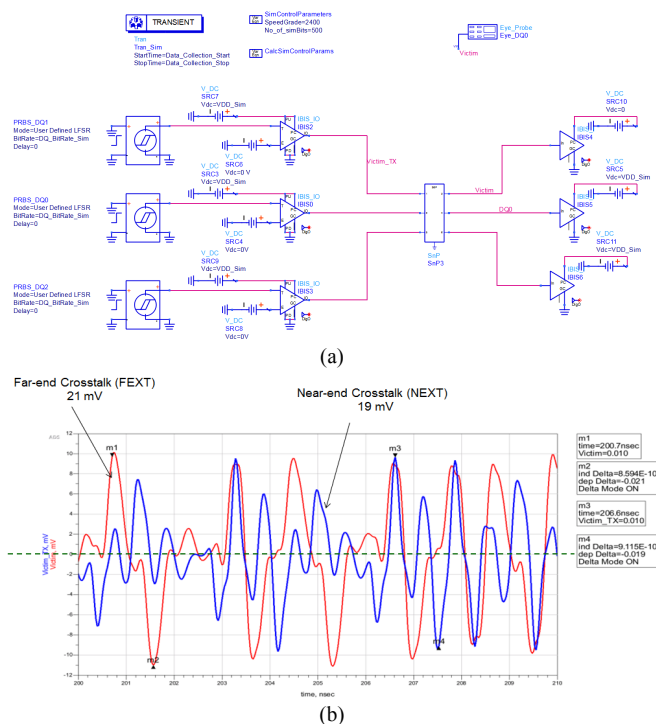 TRANSIENT
Tran
Tran_Sim
StartTime=Data_Collection_Start
StopTime=Data_Collection_Stop
SimControlParameters
SpeedGrade=2400
No_of_simBits=500
CalcSimControlParams
Eye_Probe
Eye_DQ0
Victim
V_DC
SRC7
Vdc=VDD_Sim
V_DC
SRC10
Vdc=0
PRBS_DQ1
Mode=User Defined LFSR
BitRate=DQ_BitRate_Sim
Delay=0
IBIS_IO
IBIS2
IBIS4
V_DC
SRC6
Vdc=0 V
Victim_TX
V_DC
SRC3
Vdc=VDD_Sim
V_DC
SRC5
Vdc=VDD_Sim
PRBS_DQ0
Mode=User Defined LFSR
BitRate=DQ_BitRate_Sim
Delay=0
IBIS_IO
IBIS0
Victim
DQ0
IBIS5
V_DC
SRC4
Vdc=0V
SnP
SnP3
V_DC
SRC9
Vdc=VDD_Sim
V_DC
SRC11
Vdc=VDD_Sim
PRBS_DQ2
Mode=User Defined LFSR
BitRate=DQ_BitRate_Sim
Delay=0
IBIS_IO
IBIS3
IBIS6
V_DC
SRC8
Vdc=0V
(a)
Far-end Crosstalk (FEXT)
21 mV
Near-end Crosstalk (NEXT)
19 mV
m1
m2
m3
m4
Victim_TX, mV
Victim, mV
12
10
8
6
4
2
0
-2
-4
-6
-8
-10
-12
200 201 202 203 204 205 206 207 208 209 210
time, nsec
m1
time=200.7nsec
Victim=0.010
m2
ind Delta=8.594E-10
dep Delta=-0.021
Delta Mode ON
m3
time=206.6nsec
Victim_TX=0.010
m4
ind Delta=9.115E-10
dep Delta=-0.019
Delta Mode ON
(b)